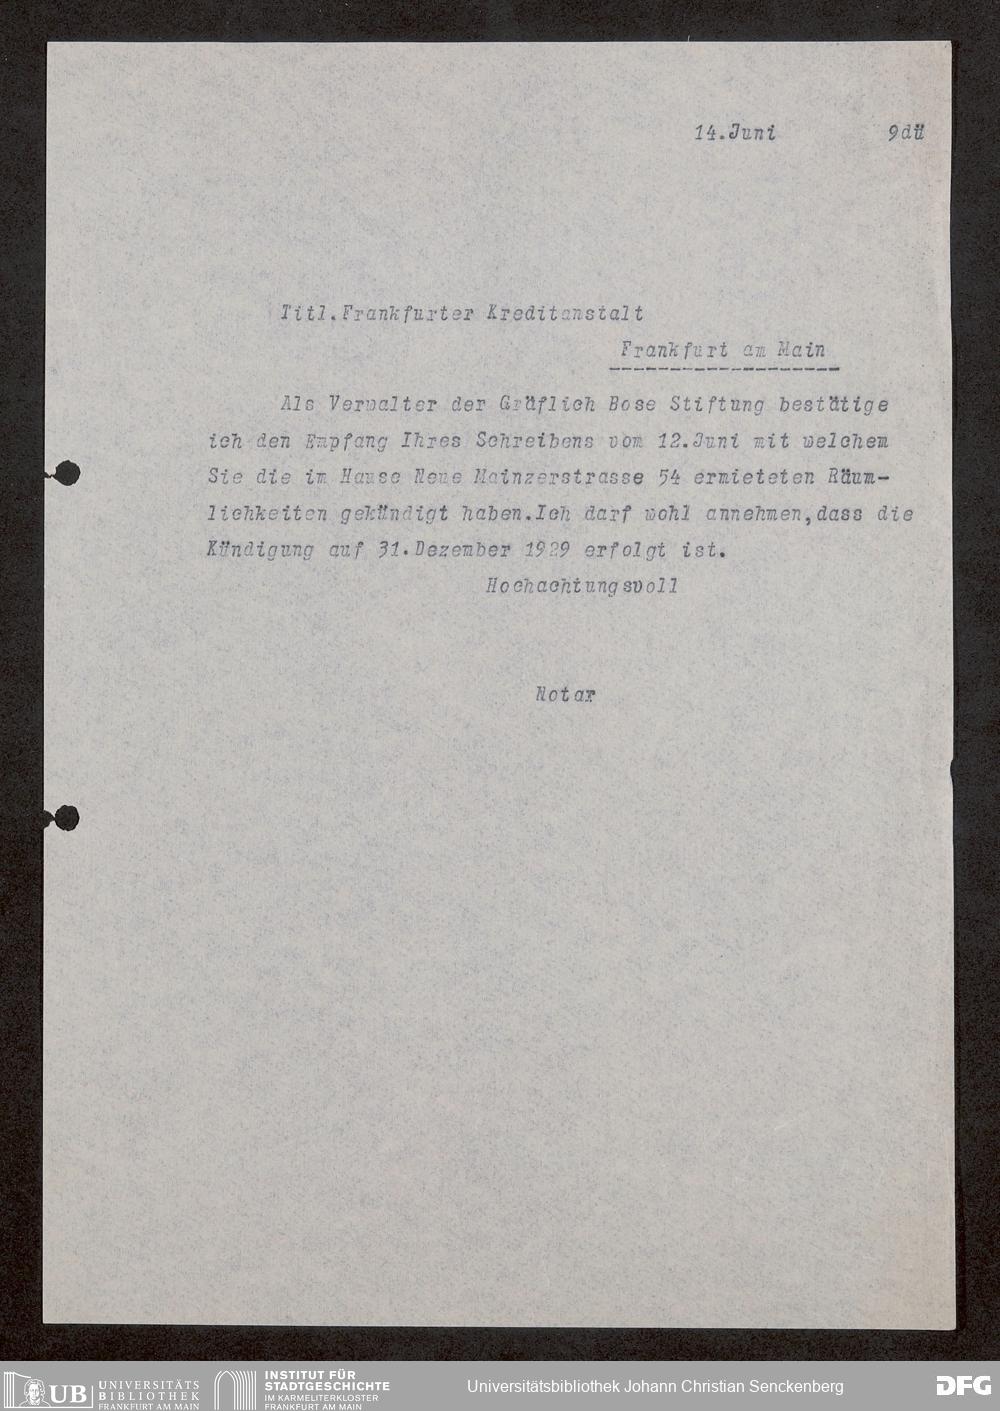 14.Juni 9dü
Titl.Frankfurter Kreditanstalt
Frankfurt am Main
Als Verwalter der Gräflich Bose Stiftung bestätige
ich den Empfang Ihres Schreibens vom 12.Juni mit welchem
Sie die im Hause Neue Mainzerstrasse 54 ermieteten Räum-
lichkeiten gekündigt haben.Ich darf wohl annehmen,dass die
Kündigung auf 31.Dezember 1929 erfolgt ist.
Hochachtungsvoll
Notar
UB UNIVERSITÄTS
BIBLIOTHEK
FRANKFURT AM MAIN
INSTITUT FÜR
STADTGESCHICHTE
IM KARMELITERKLOSTER
FRANKFURT AM MAIN
Universitätsbibliothek Johann Christian Senckenberg
DFG